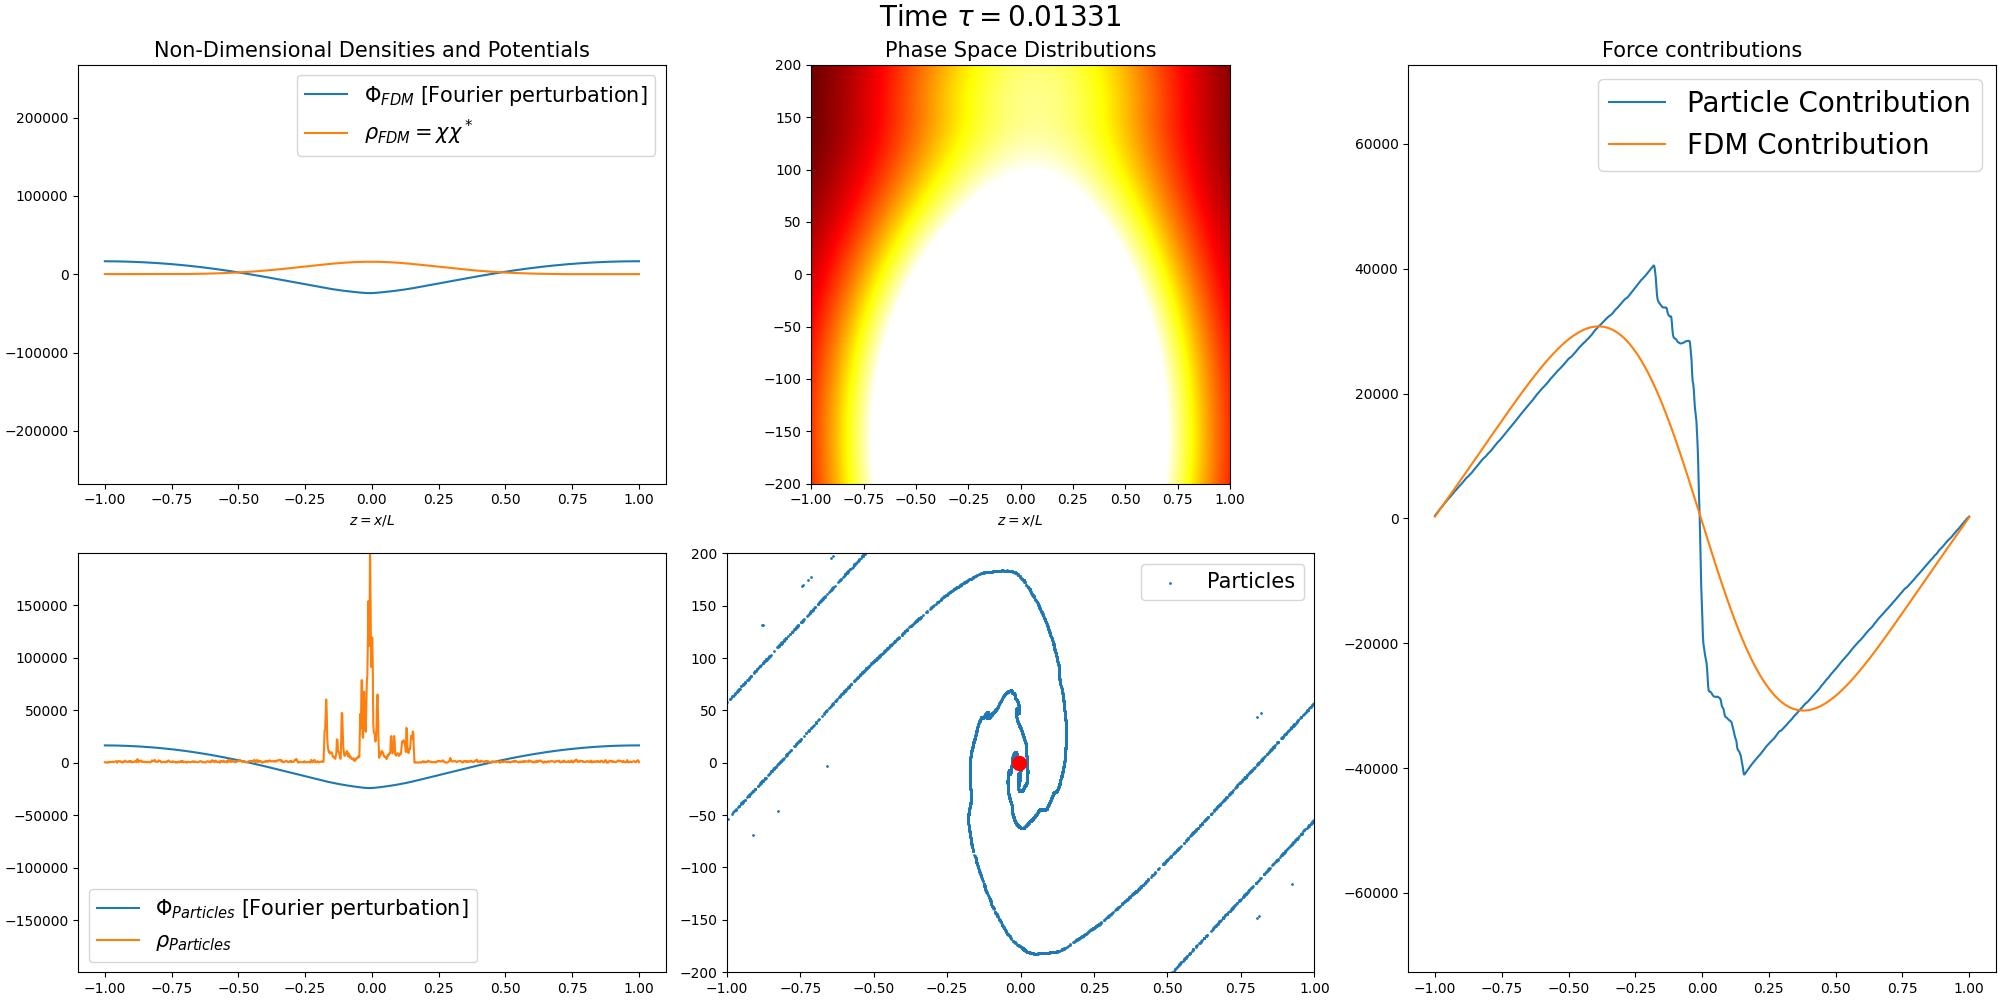 Time τ = 0.01331
Non-Dimensional Densities and Potentials
Φ_FDM [Fourier perturbation]
ρ_FDM = χχ*
200000
100000
0
−100000
−200000
−1.00 −0.75 −0.50 −0.25 0.00 0.25 0.50 0.75 1.00
z = x/L
Phase Space Distributions
200
150
100
50
0
−50
−100
−150
−200
−1.00 −0.75 −0.50 −0.25 0.00 0.25 0.50 0.75 1.00
z = x/L
Force contributions
Particle Contribution
FDM Contribution
60000
40000
20000
0
−20000
−40000
−60000
−1.00 −0.75 −0.50 −0.25 0.00 0.25 0.50 0.75 1.00
150000
100000
50000
0
−50000
−100000
−150000
Φ_Particles [Fourier perturbation]
ρ_Particles
−1.00 −0.75 −0.50 −0.25 0.00 0.25 0.50 0.75 1.00
Particles
200
150
100
50
0
−50
−100
−150
−200
−1.00 −0.75 −0.50 −0.25 0.00 0.25 0.50 0.75 1.00